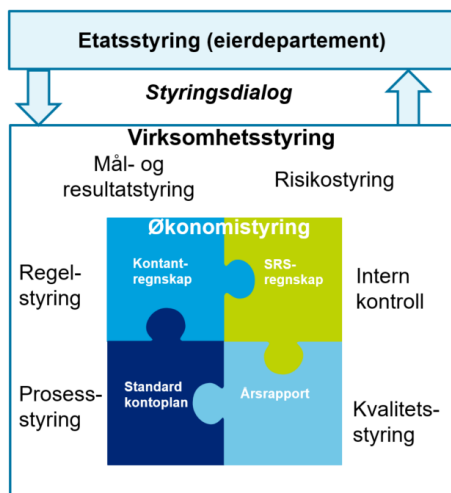 Etatsstyring (eierdepartement)
Styringsdialog
Virksomhetsstyring
Mål- og
resultatstyring
Risikostyring
Økonomistyring
Regel-
styring
Kontant-
regnskap
SRS-
regnskap
Intern
kontroll
Prosess-
styring
Standard
kontoplan
Årsrapport
Kvalitets-
styring